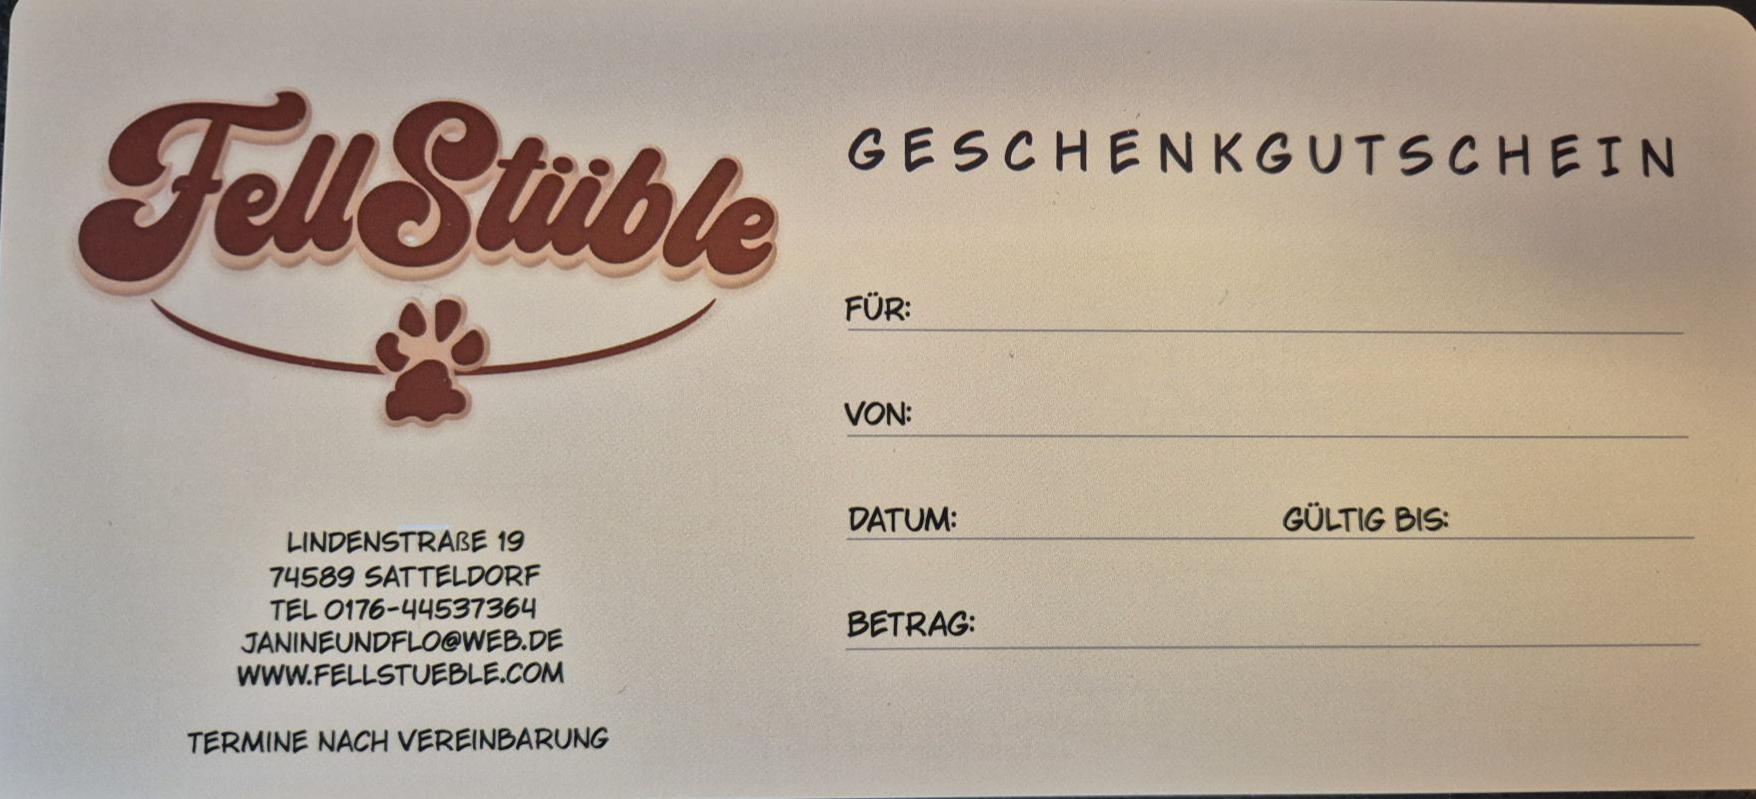 FellStüble
LINDENSTRAßE 19
74589 SATTELDORF
TEL 0176-44537364
JANINEUNDFLO@WEB.DE
WWW.FELLSTUEBLE.COM
TERMINE NACH VEREINBARUNG
GESCHENKGUTSCHEIN
FÜR:
VON:
DATUM: GÜLTIG BIS:
BETRAG: